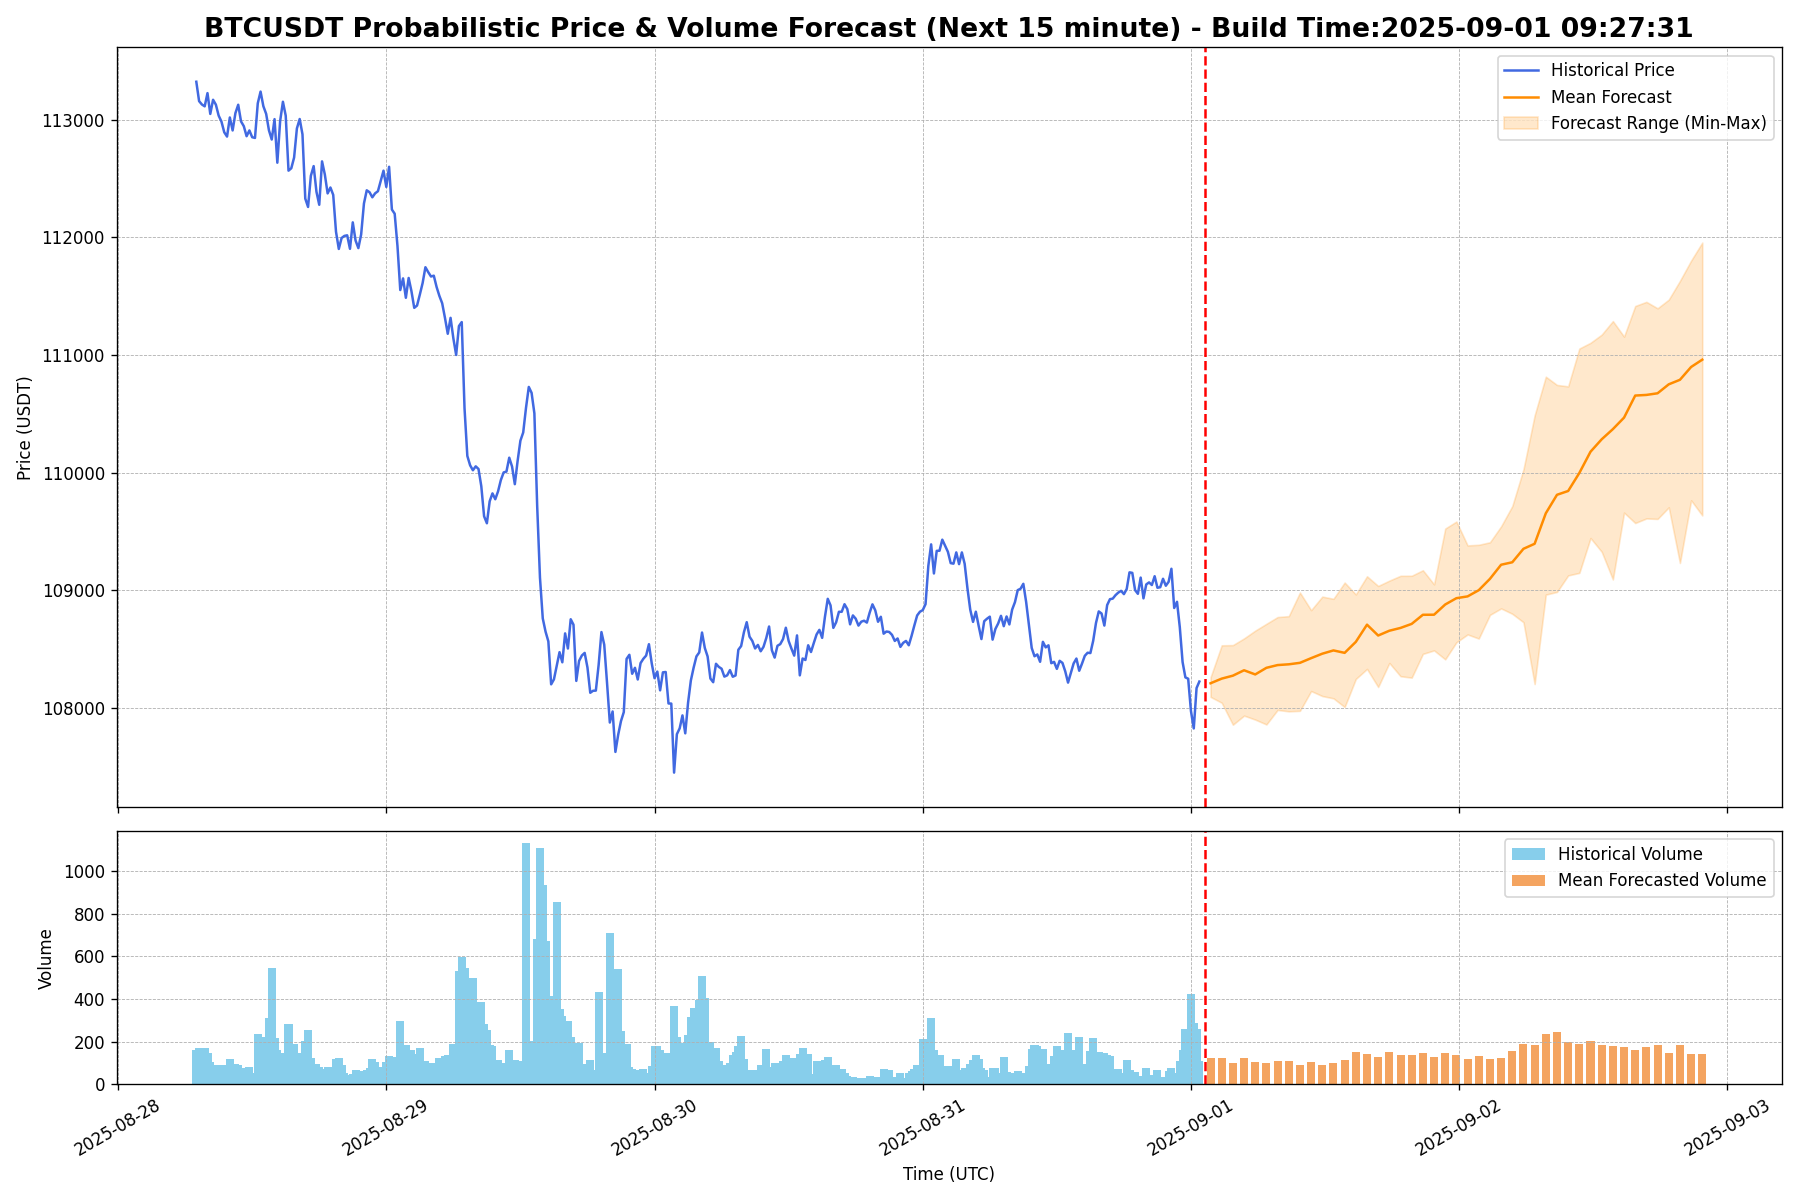 BTCUSDT Probabilistic Price & Volume Forecast (Next 15 minute) - Build Time:2025-09-01 09:27:31
Historical Price
Mean Forecast
Forecast Range (Min-Max)
113000
112000
111000
110000
109000
108000
Price (USDT)
Historical Volume
Mean Forecasted Volume
1000
800
600
400
200
0
Volume
2025-08-28
2025-08-29
2025-08-30
2025-08-31
2025-09-01
2025-09-02
2025-09-03
Time (UTC)